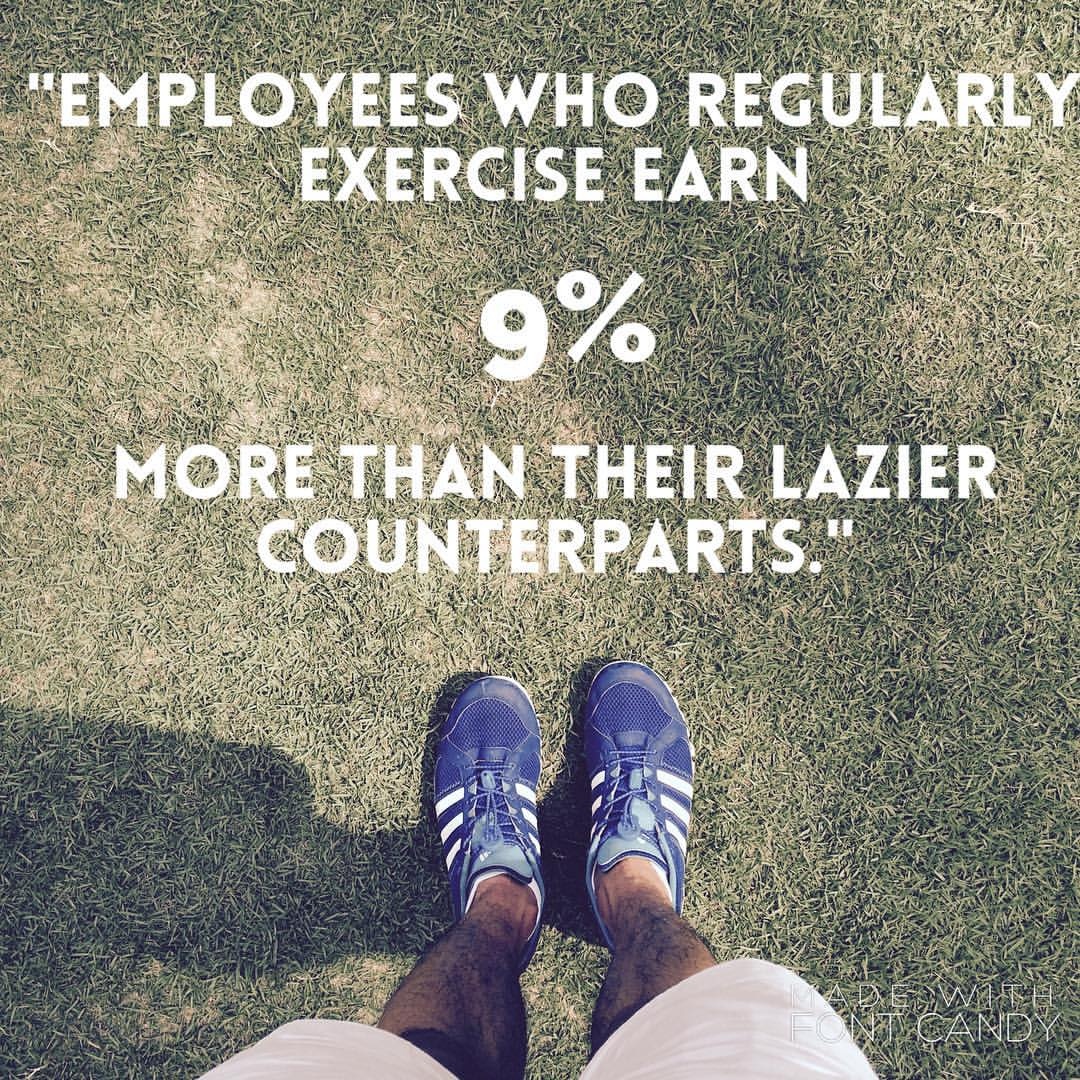 "EMPLOYEES WHO REGULARLY
EXERCISE EARN
9%
MORE THAN THEIR LAZIER
COUNTERPARTS."
MADE WITH
FONT CANDY